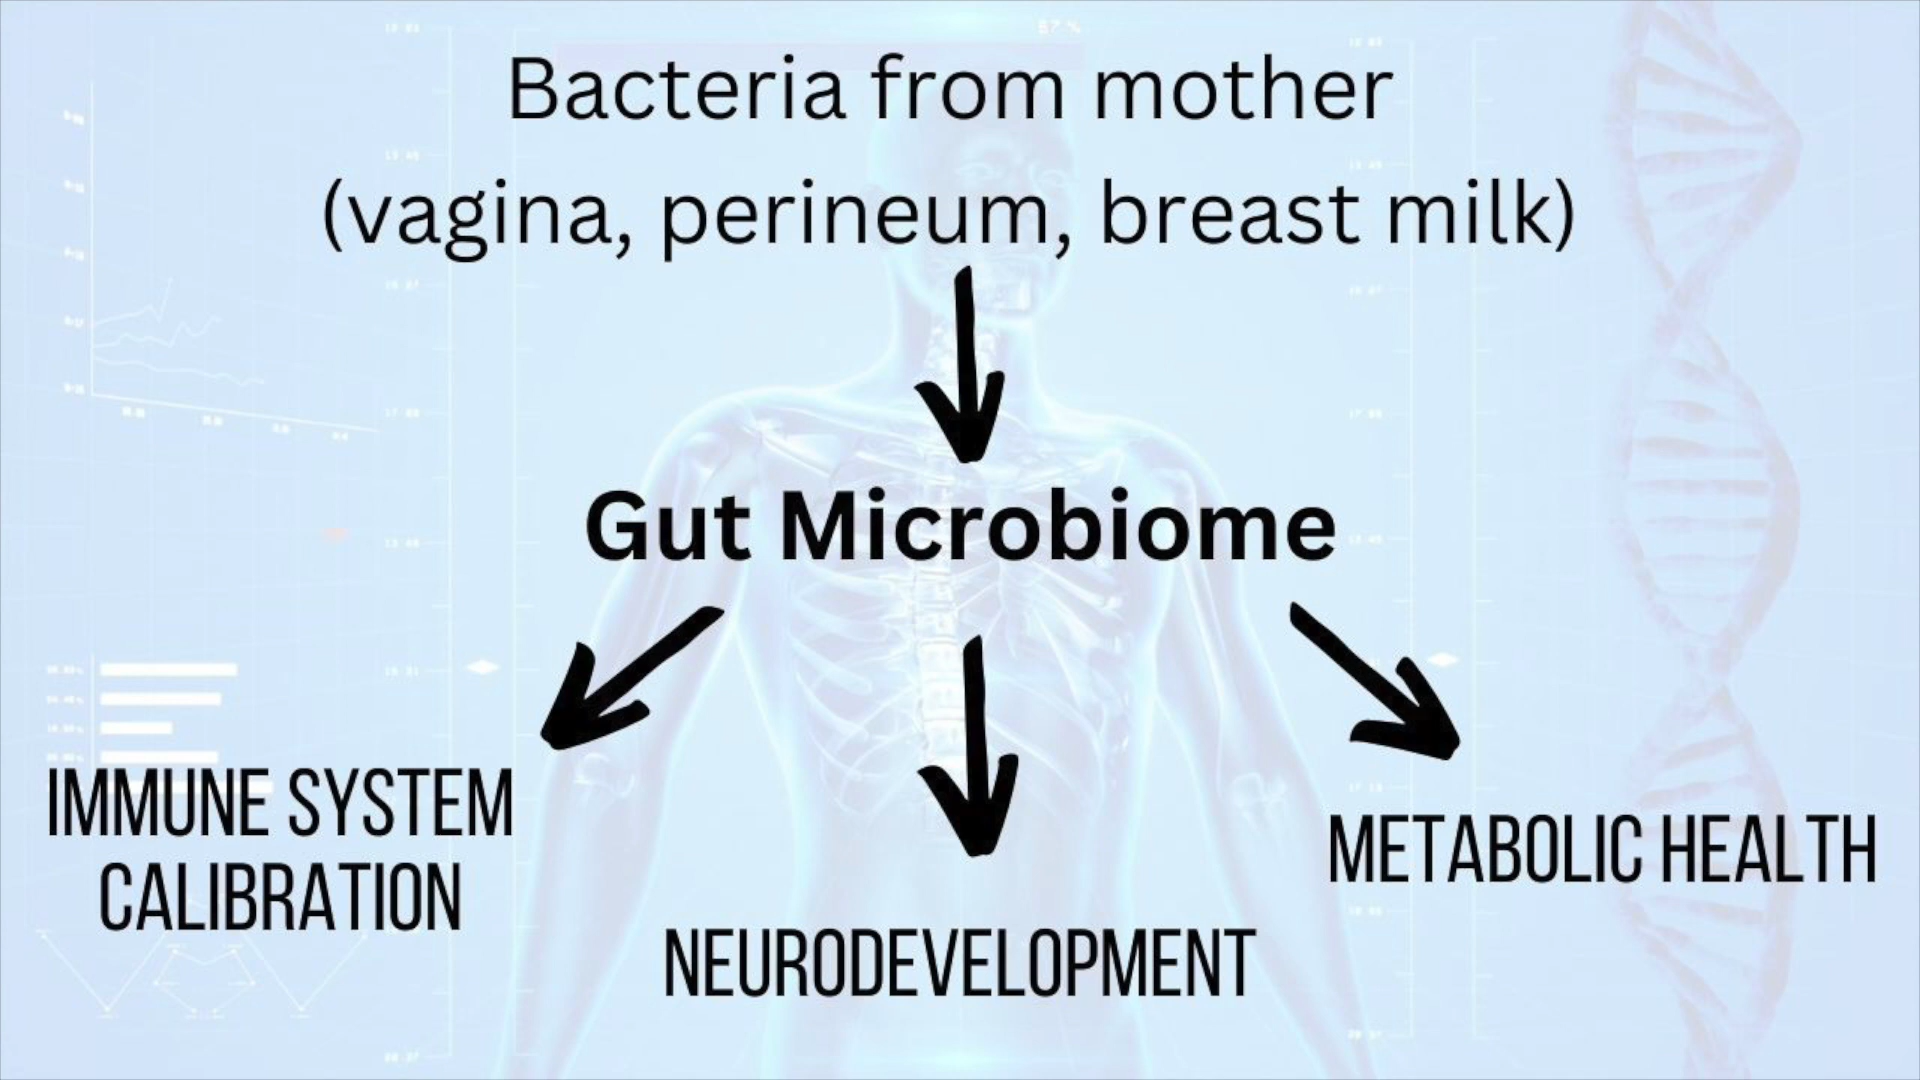 Bacteria from mother
(vagina, perineum, breast milk)
Gut Microbiome
IMMUNE SYSTEM
CALIBRATION
METABOLIC HEALTH
NEURODEVELOPMENT